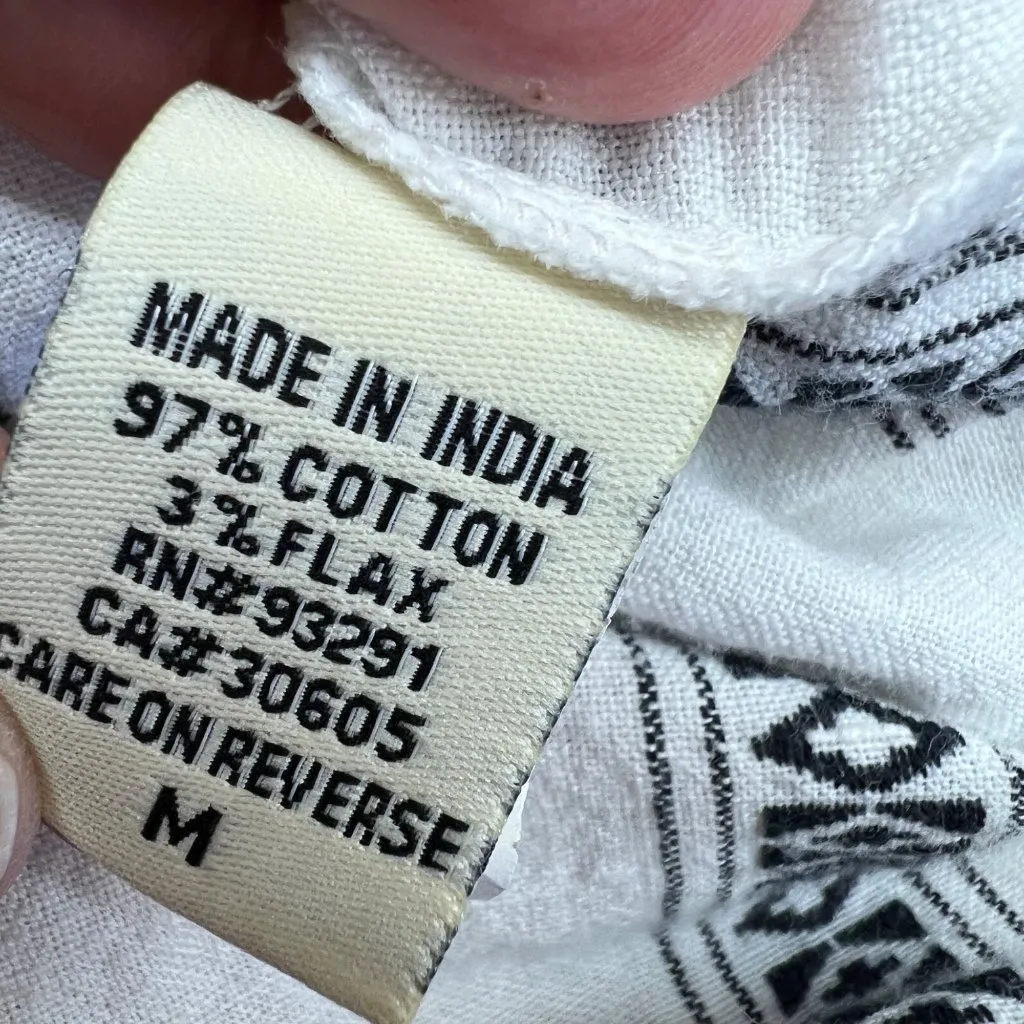 MADE IN INDIA
97% COTTON
3% FLAX
RN#93291
CA#30605
CARE ON REVERSE
M